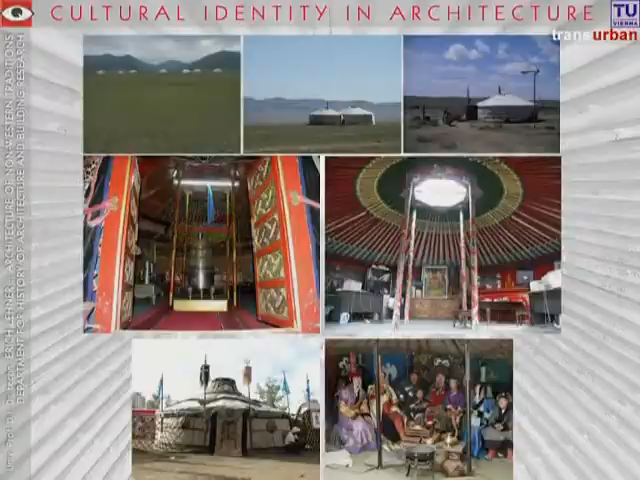 CULTURAL IDENTITY IN ARCHITECTURE
TU
VIENNA
transurban
ERICH LEHNER - ARCHITECTURE OF NON-WESTERN TRADITIONS
DEPARTMENT FOR HISTORY OF ARCHITECTURE AND BUILDING RESEARCH